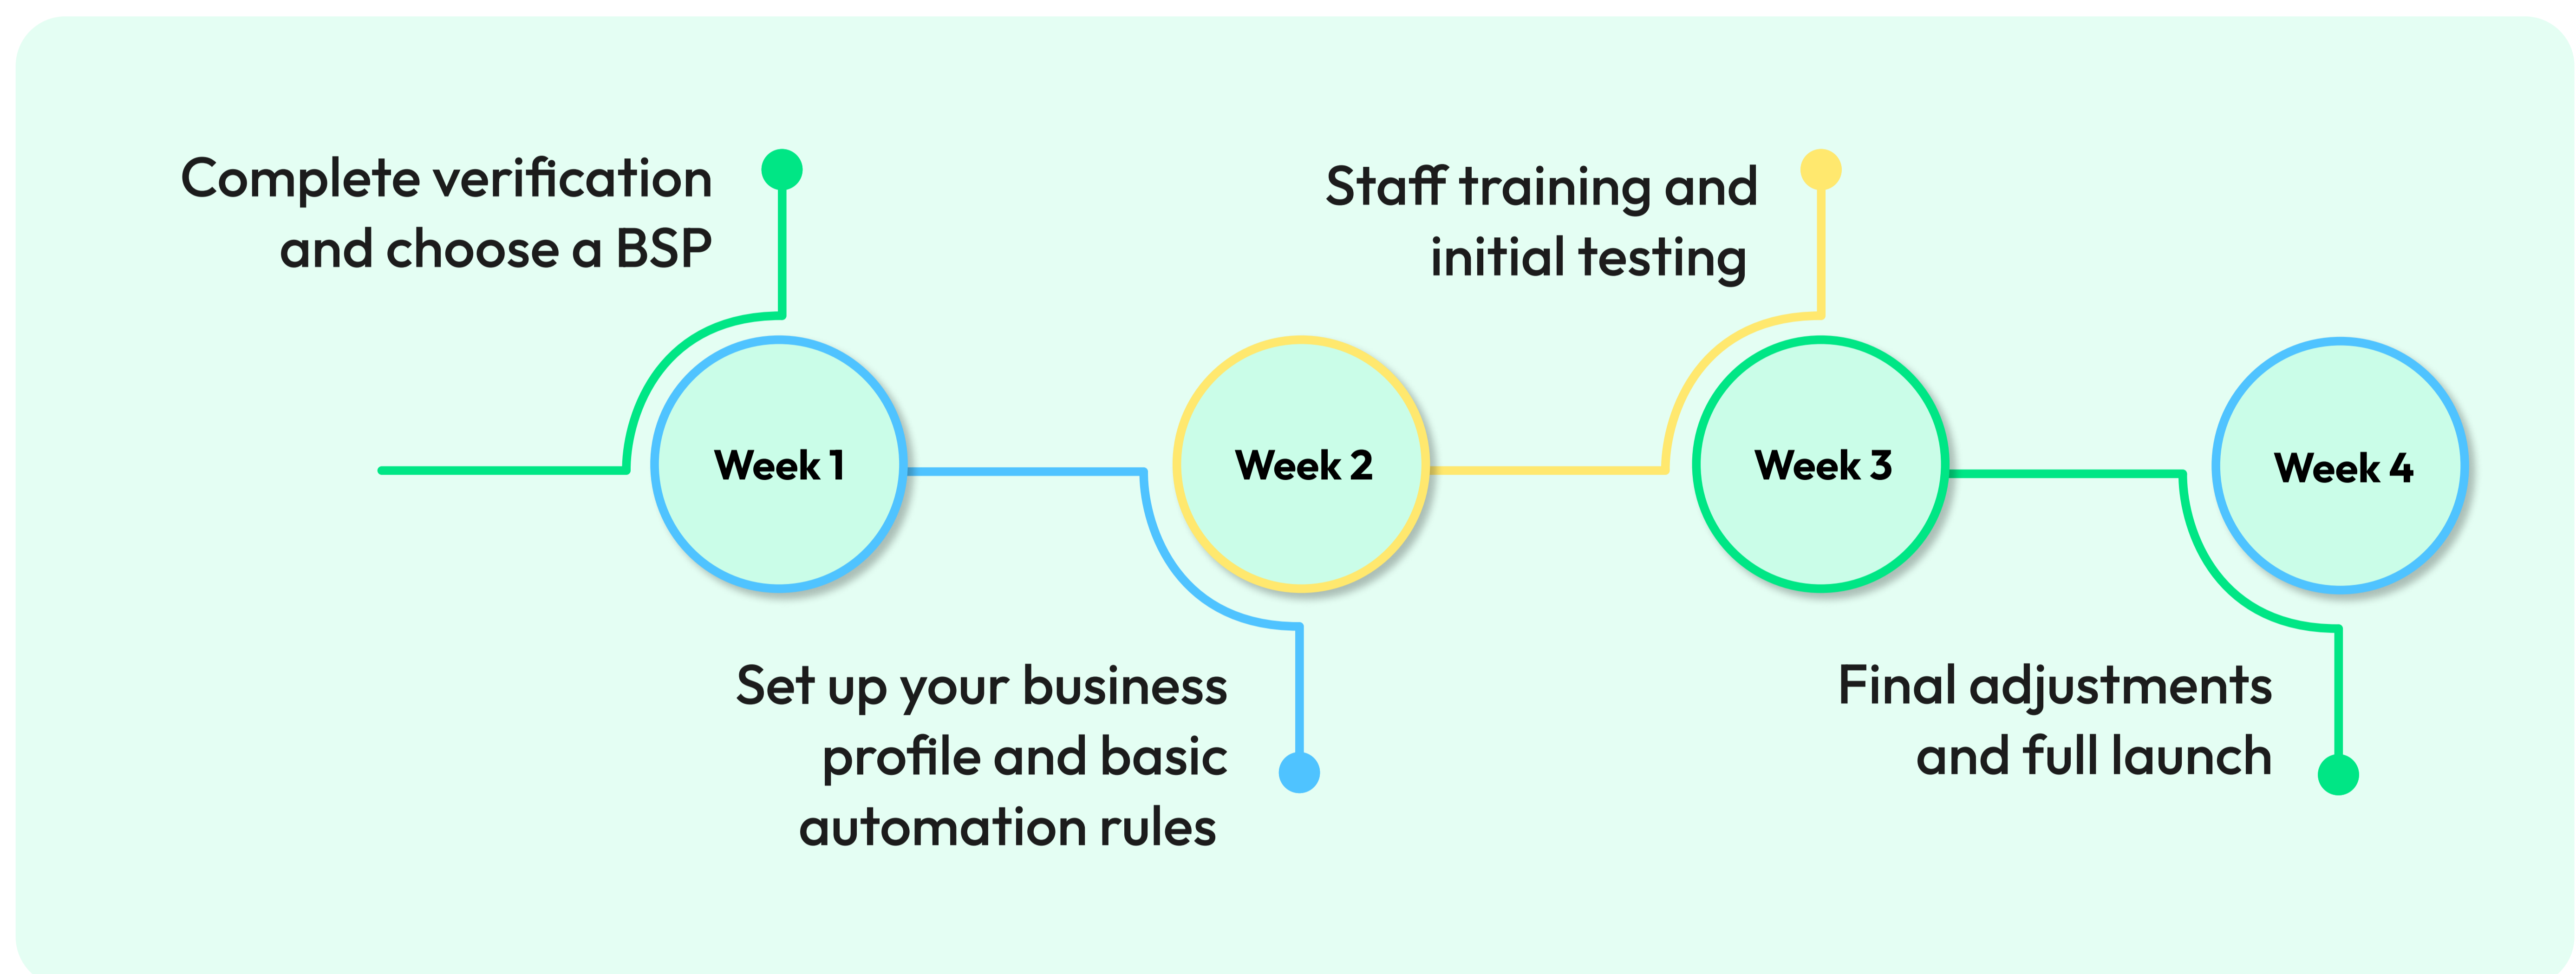 Complete verification
and choose a BSP
Week 1
Set up your business
profile and basic
automation rules
Week 2
Staff training and
initial testing
Week 3
Final adjustments
and full launch
Week 4